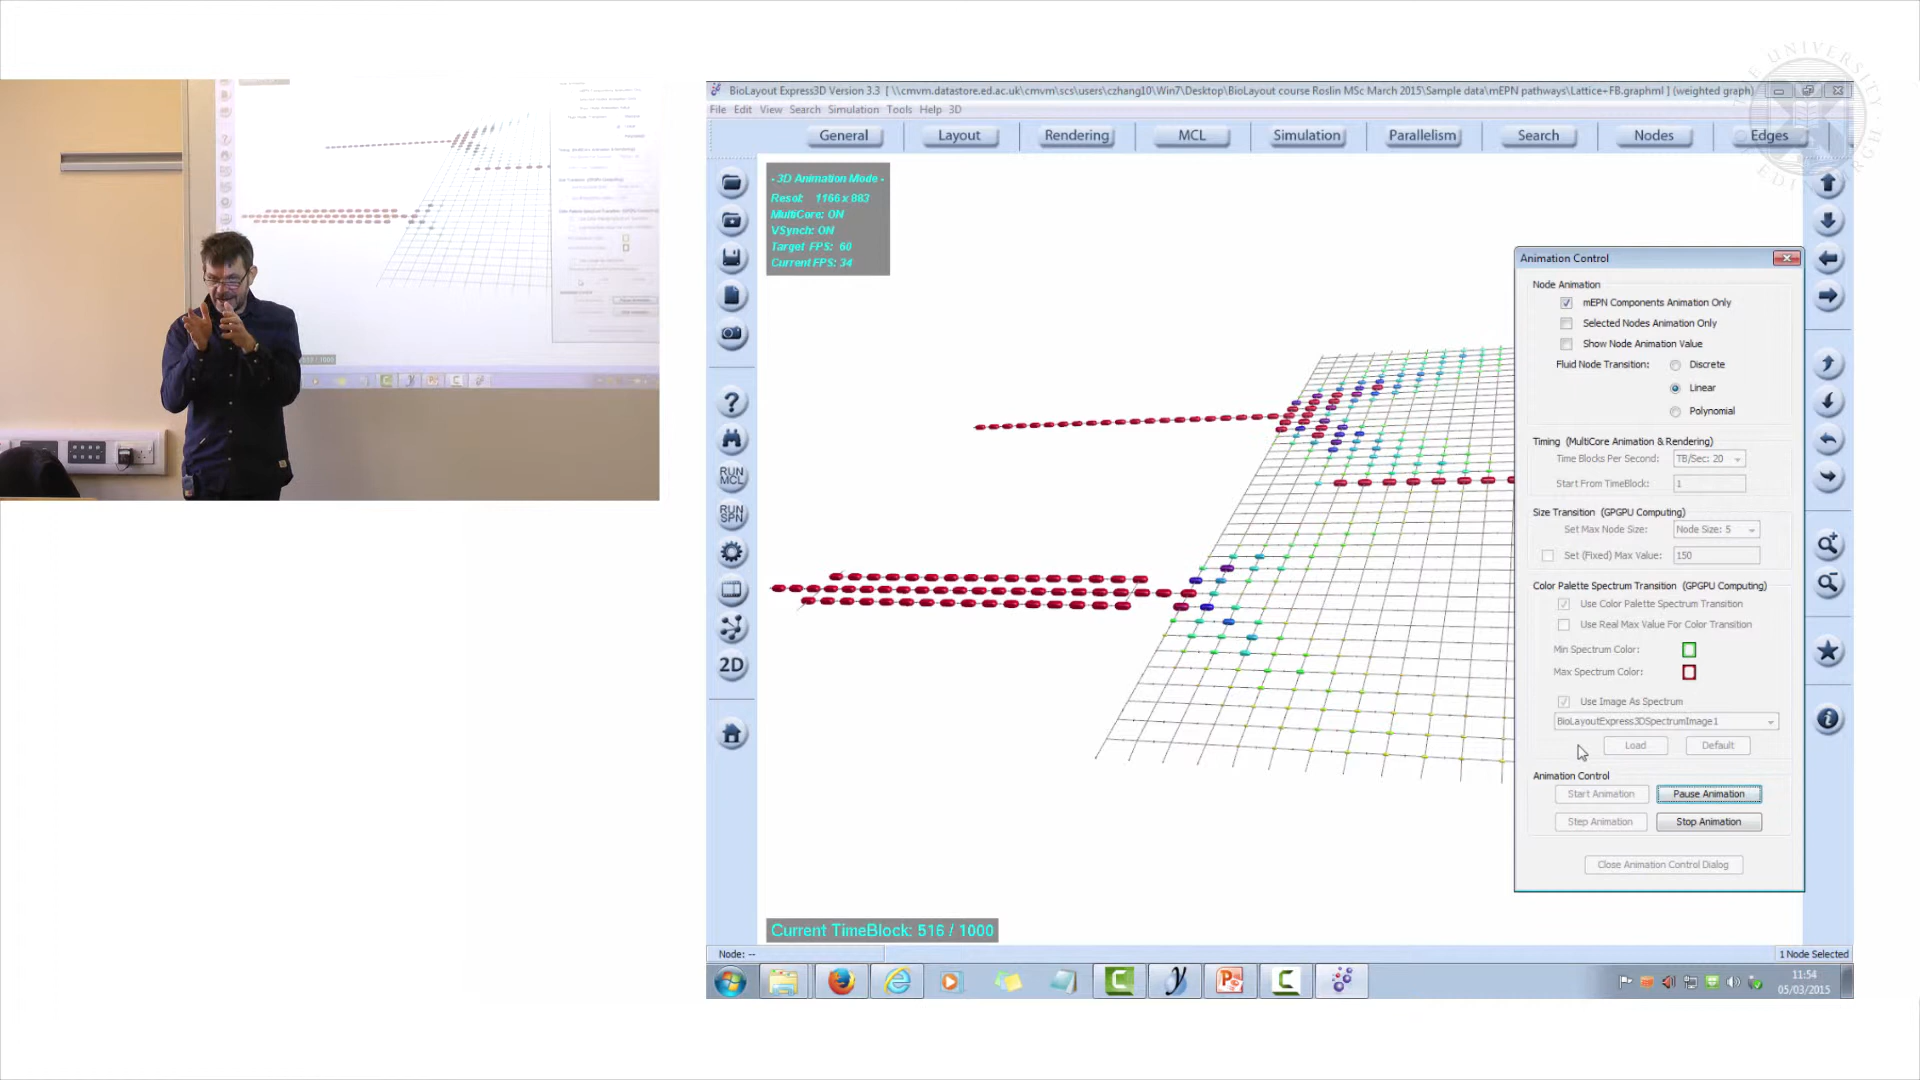 BioLayout Express3D Version 3.3 [ \\cmvm.datastore.ed.ac.uk\cmvm\scs\users\czhang10\Win7\Desktop\BioLayout course Roslin MSc March 2015\Sample data\mEPN pathways\Lattice+FB.graphml ] (weighted graph)
File Edit View Search Simulation Tools Help 3D
General Layout Rendering MCL Simulation Parallelism Search Nodes Edges
- 3D Animation Mode -
Resol: 1166 x 883
MultiCore: ON
VSynch: ON
Target FPS: 60
Current FPS: 34
RUN
MCL
RUN
SPN
2D
Animation Control
Node Animation
mEPN Components Animation Only
Selected Nodes Animation Only
Show Node Animation Value
Fluid Node Transition: Discrete
Linear
Polynomial
Timing (MultiCore Animation & Rendering)
Time Blocks Per Second: TB/Sec: 20
Start From TimeBlock: 1
Size Transition (GPGPU Computing)
Set Max Node Size: Node Size: 5
Set (Fixed) Max Value: 150
Color Palette Spectrum Transition (GPGPU Computing)
Use Color Palette Spectrum Transition
Use Real Max Value For Color Transition
Min Spectrum Color:
Max Spectrum Color:
Use Image As Spectrum
BioLayoutExpress3DSpectrumImage1
Load Default
Animation Control
Start Animation Pause Animation
Step Animation Stop Animation
Close Animation Control Dialog
Current TimeBlock: 516 / 1000
Node: --
1 Node Selected
11:54
05/03/2015
THE UNIVERSITY
EDINBURGH